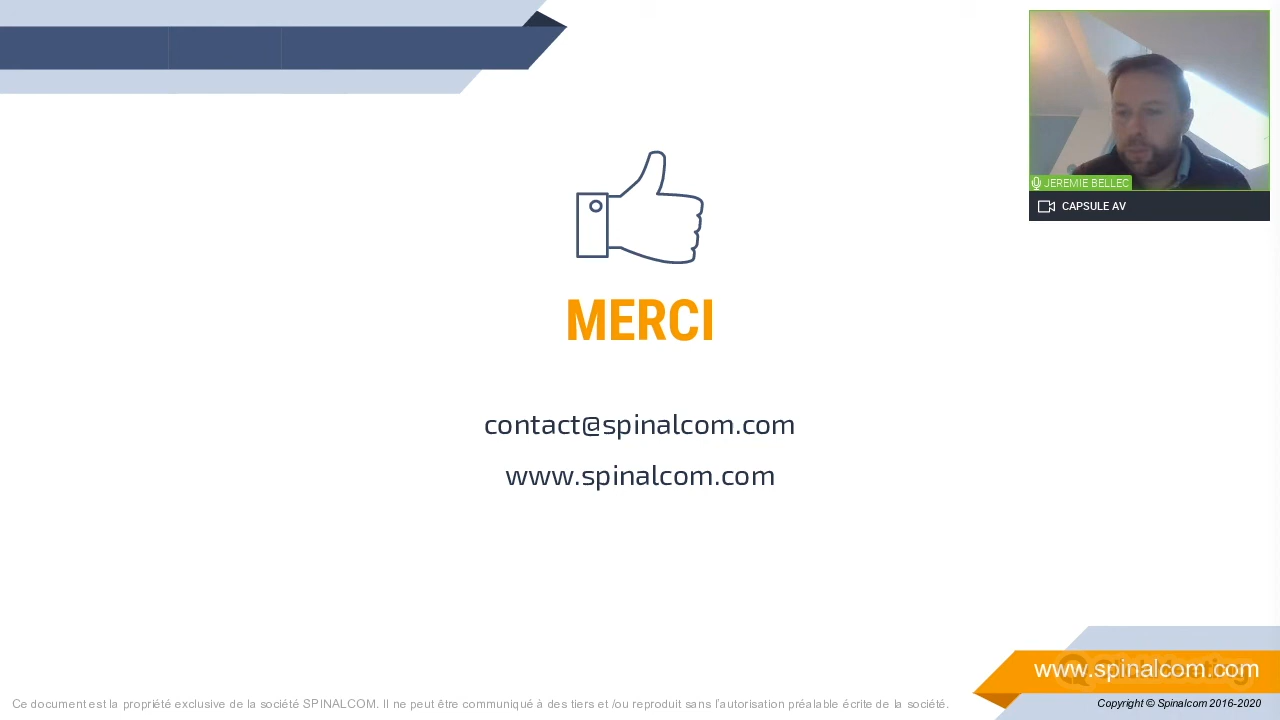 JEREMIE BELLEC
CAPSULE AV
MERCI
contact@spinalcom.com
www.spinalcom.com
www.spinalcom.com
Ce document est la propriété exclusive de la société SPINALCOM. Il ne peut être communiqué à des tiers et /ou reproduit sans l'autorisation préalable écrite de la société.
Copyright © Spinalcom 2016-2020